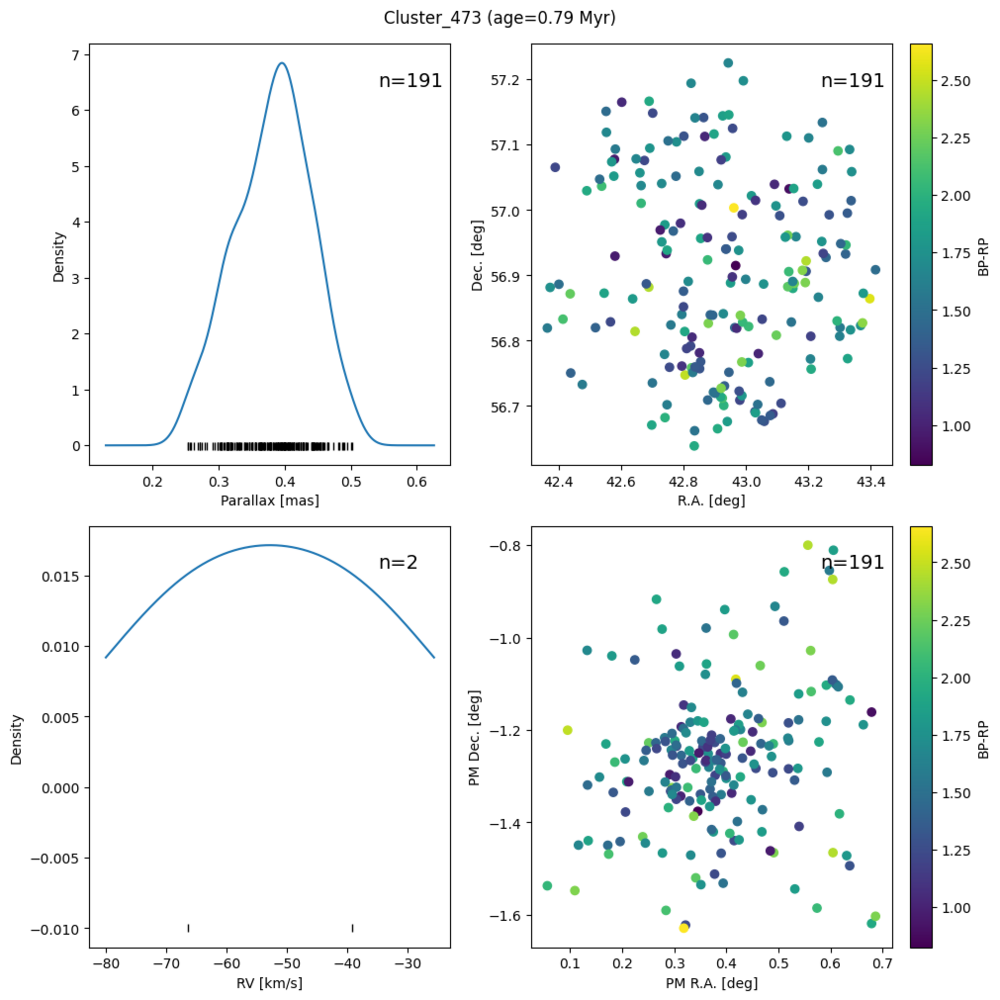 Cluster_473 (age=0.79 Myr)
n=191
7
6
5
4
3
2
1
0
Density
0.2 0.3 0.4 0.5 0.6
Parallax [mas]
n=191
57.2
57.1
57.0
56.9
56.8
56.7
Dec. [deg]
42.4 42.6 42.8 43.0 43.2 43.4
R.A. [deg]
2.50
2.25
2.00
1.75
1.50
1.25
1.00
BP-RP
n=2
0.015
0.010
0.005
0.000
−0.005
−0.010
Density
−80 −70 −60 −50 −40 −30
RV [km/s]
n=191
−0.8
−1.0
−1.2
−1.4
−1.6
PM Dec. [deg]
0.1 0.2 0.3 0.4 0.5 0.6 0.7
PM R.A. [deg]
2.50
2.25
2.00
1.75
1.50
1.25
1.00
BP-RP